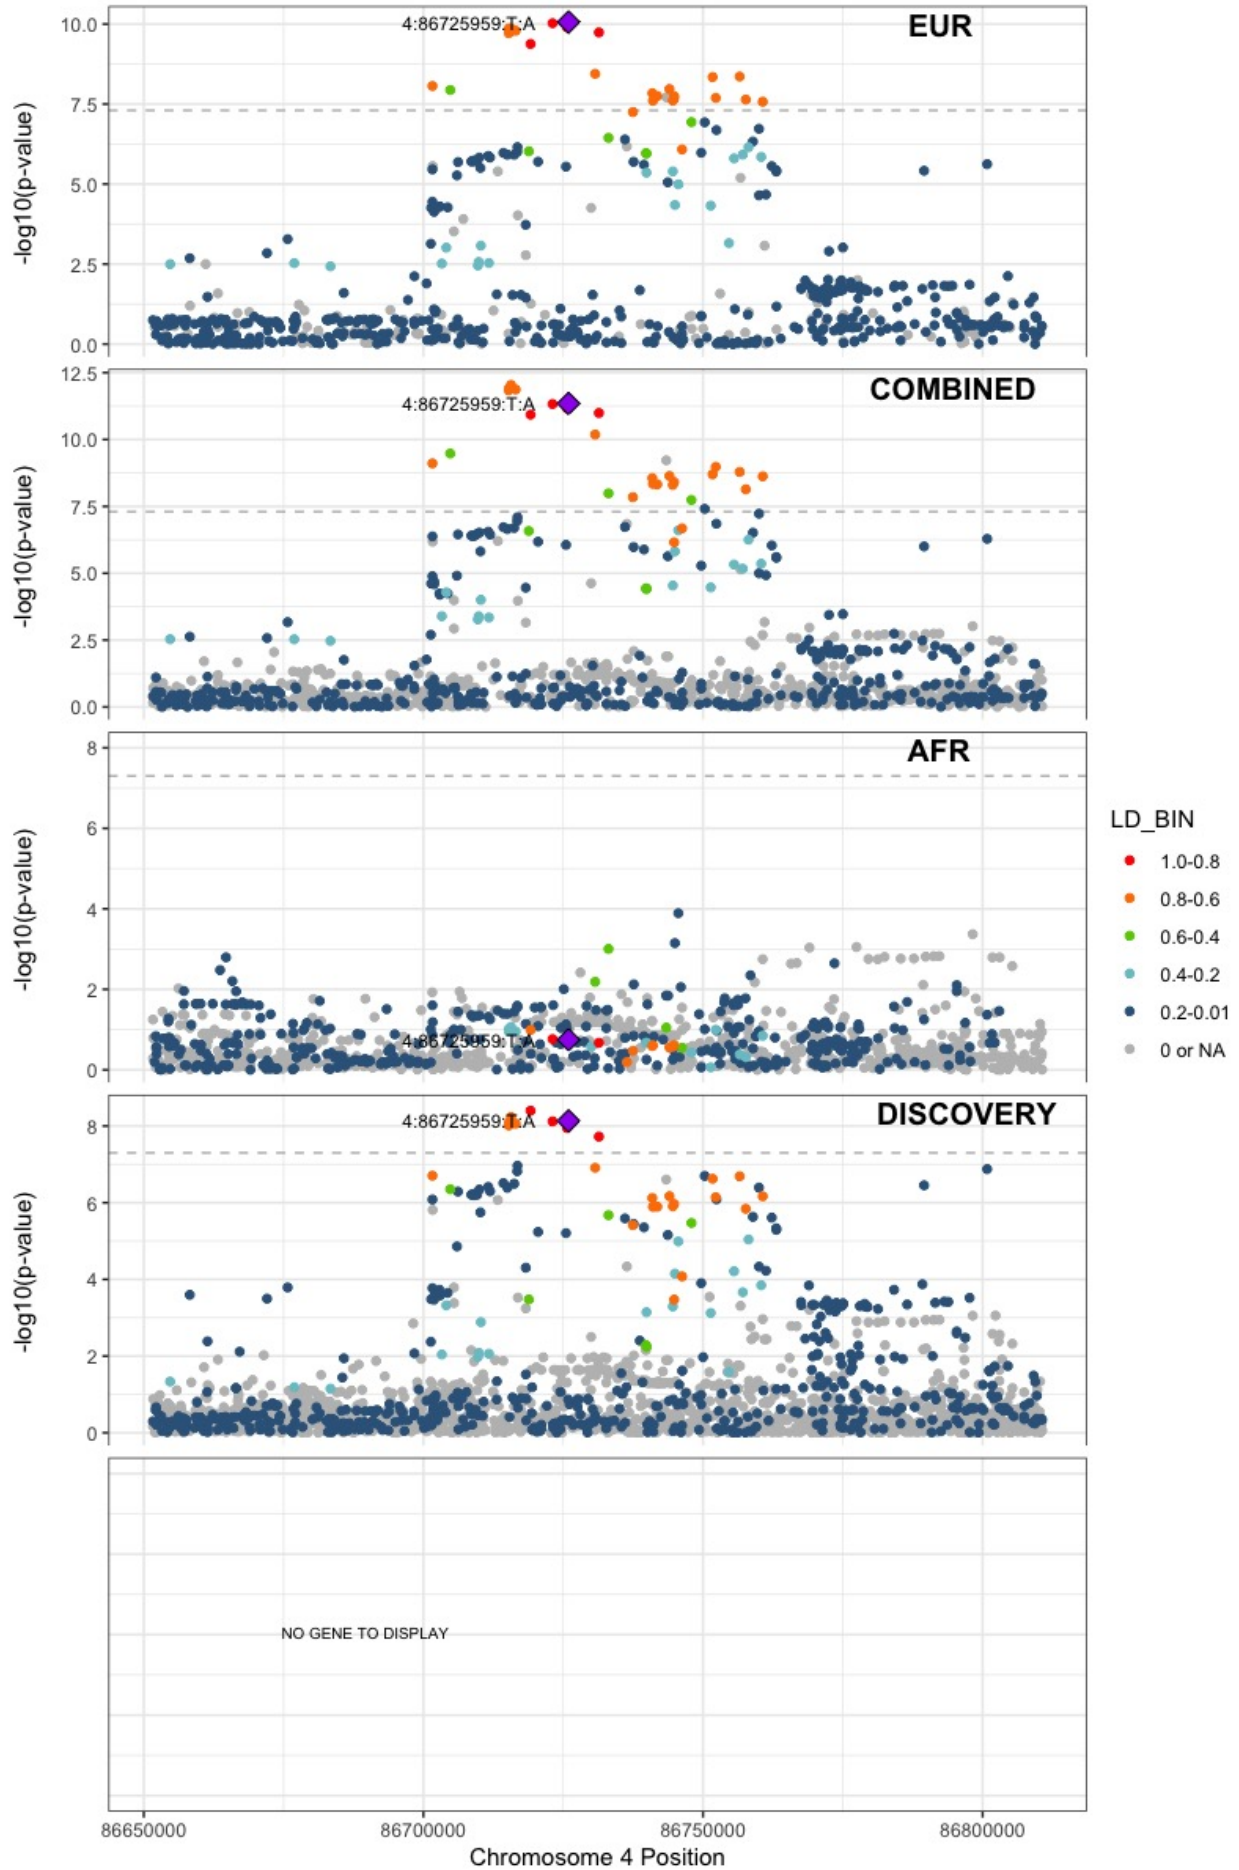 EUR
4:86725959:T:A
-log10(p-value)
10.0
7.5
5.0
2.5
0.0
COMBINED
4:86725959:T:A
-log10(p-value)
12.5
10.0
7.5
5.0
2.5
0.0
AFR
4:86725959:T:A
-log10(p-value)
8
6
4
2
0
DISCOVERY
4:86725959:T:A
-log10(p-value)
8
6
4
2
0
LD_BIN
1.0-0.8
0.8-0.6
0.6-0.4
0.4-0.2
0.2-0.01
0 or NA
NO GENE TO DISPLAY
86650000 86700000 86750000 86800000
Chromosome 4 Position